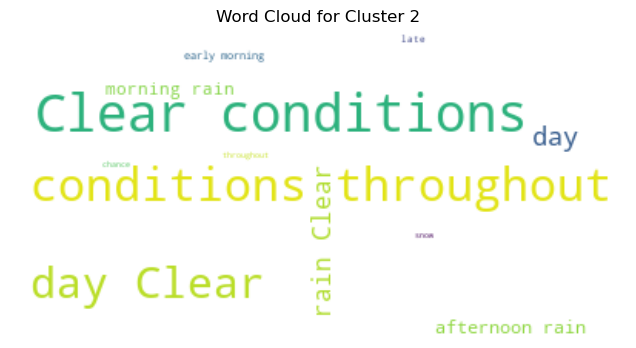 Word Cloud for Cluster 2
late
early morning
morning rain
Clear conditions
day
throughout
chance
conditions throughout
rain Clear
snow
day Clear
afternoon rain